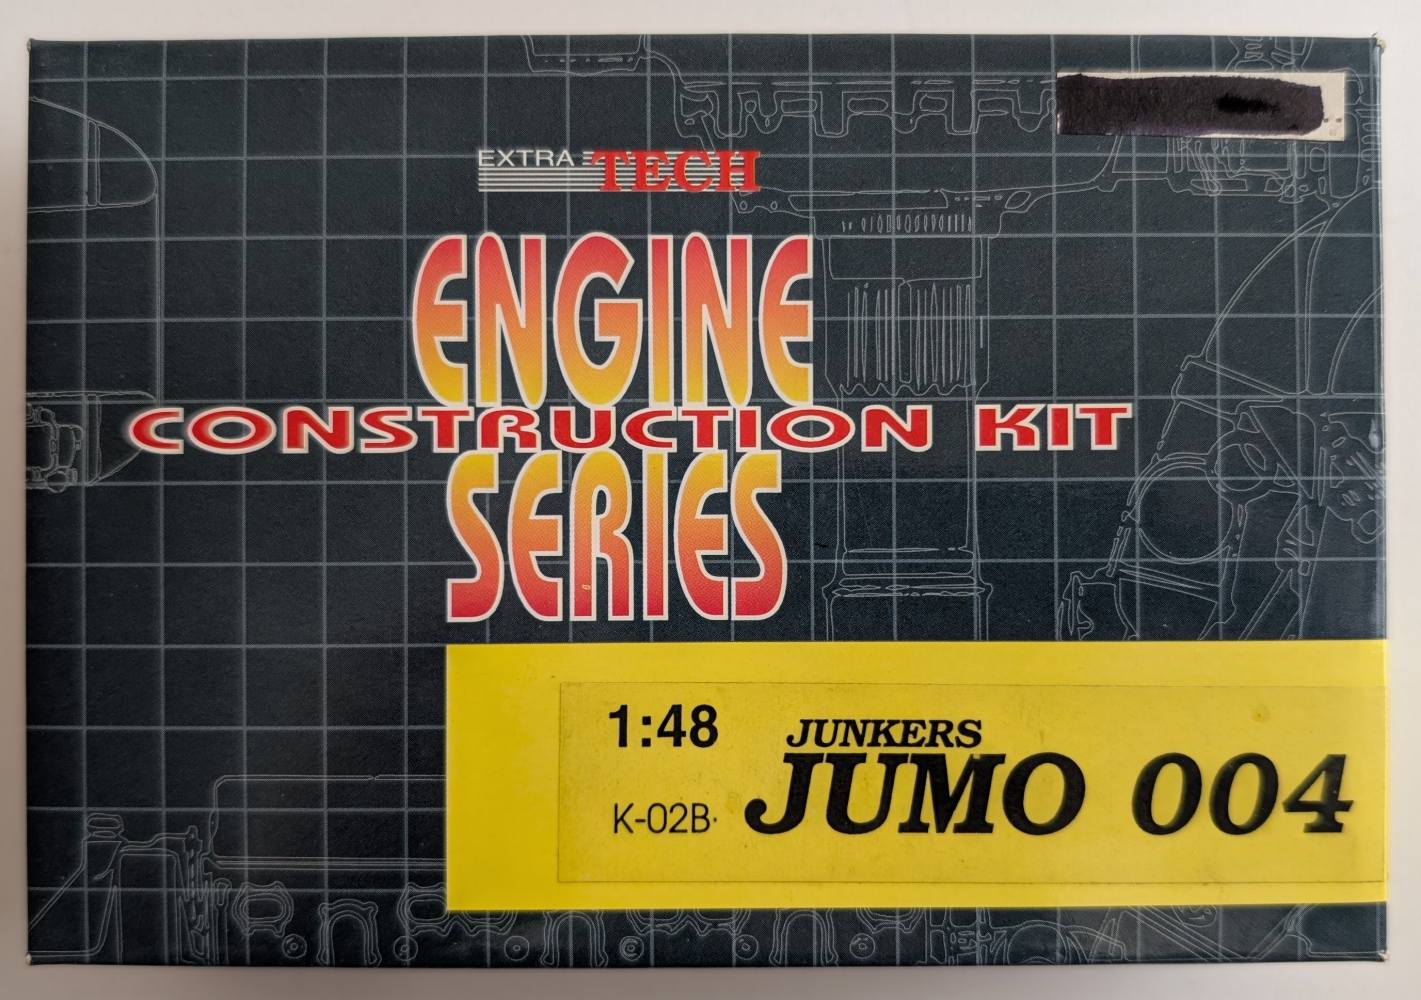 EXTRA TECH
ENGINE
CONSTRUCTION KIT
SERIES
1:48
JUNKERS
K-02B
JUMO 004